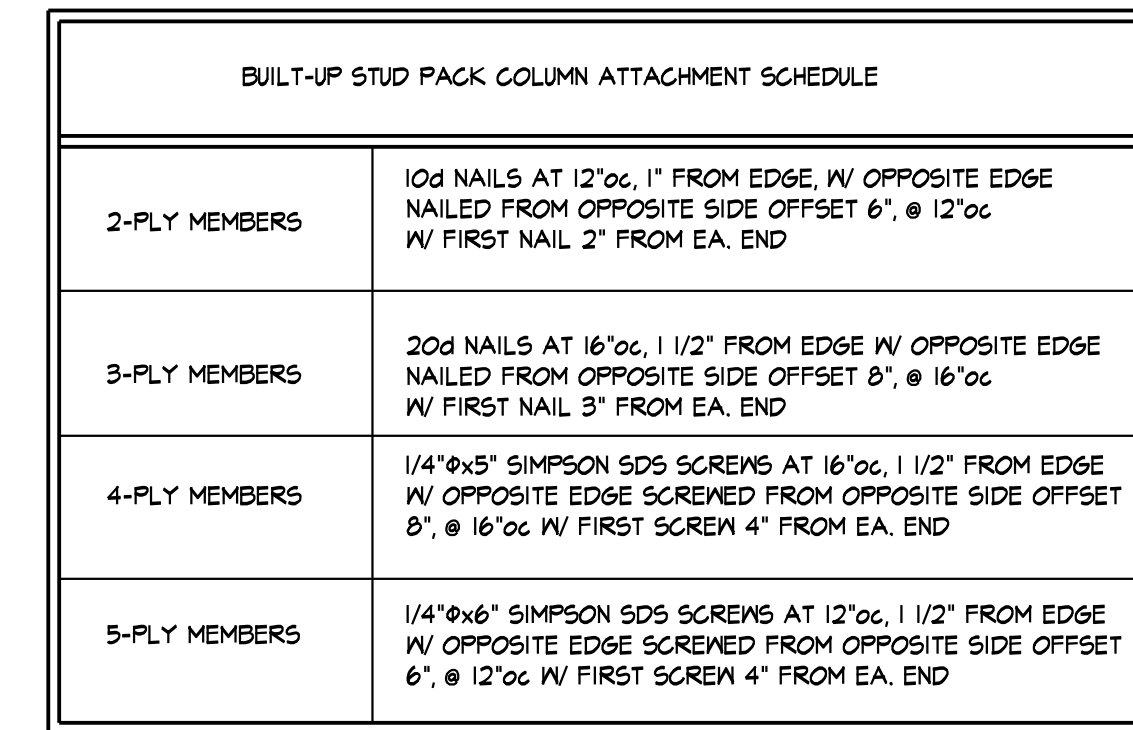 BUILT-UP STUD PACK COLUMN ATTACHMENT SCHEDULE
2-PLY MEMBERS
10d NAILS AT 12"oc, 1" FROM EDGE, W/ OPPOSITE EDGE
NAILED FROM OPPOSITE SIDE OFFSET 6", @ 12"oc
W/ FIRST NAIL 2" FROM EA. END
3-PLY MEMBERS
20d NAILS AT 16"oc, 1 1/2" FROM EDGE W/ OPPOSITE EDGE
NAILED FROM OPPOSITE SIDE OFFSET 8", @ 16"oc
W/ FIRST NAIL 3" FROM EA. END
4-PLY MEMBERS
1/4"Φx5" SIMPSON SDS SCREWS AT 16"oc, 1 1/2" FROM EDGE
W/ OPPOSITE EDGE SCREWED FROM OPPOSITE SIDE OFFSET
8", @ 16"oc W/ FIRST SCREW 4" FROM EA. END
5-PLY MEMBERS
1/4"Φx6" SIMPSON SDS SCREWS AT 12"oc, 1 1/2" FROM EDGE
W/ OPPOSITE EDGE SCREWED FROM OPPOSITE SIDE OFFSET
6", @ 12"oc W/ FIRST SCREW 4" FROM EA. END